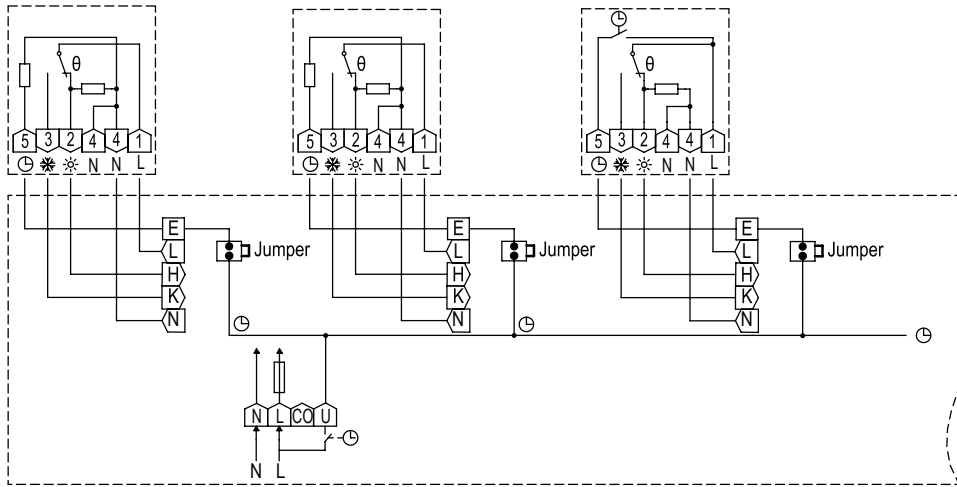 θ θ θ
5 3 2 4 4 1 5 3 2 4 4 1 5 3 2 4 4 1
N N L N N L N N L
E E E
Jumper Jumper Jumper
L L L
H H H
K K K
N N N
N L CO U
N L